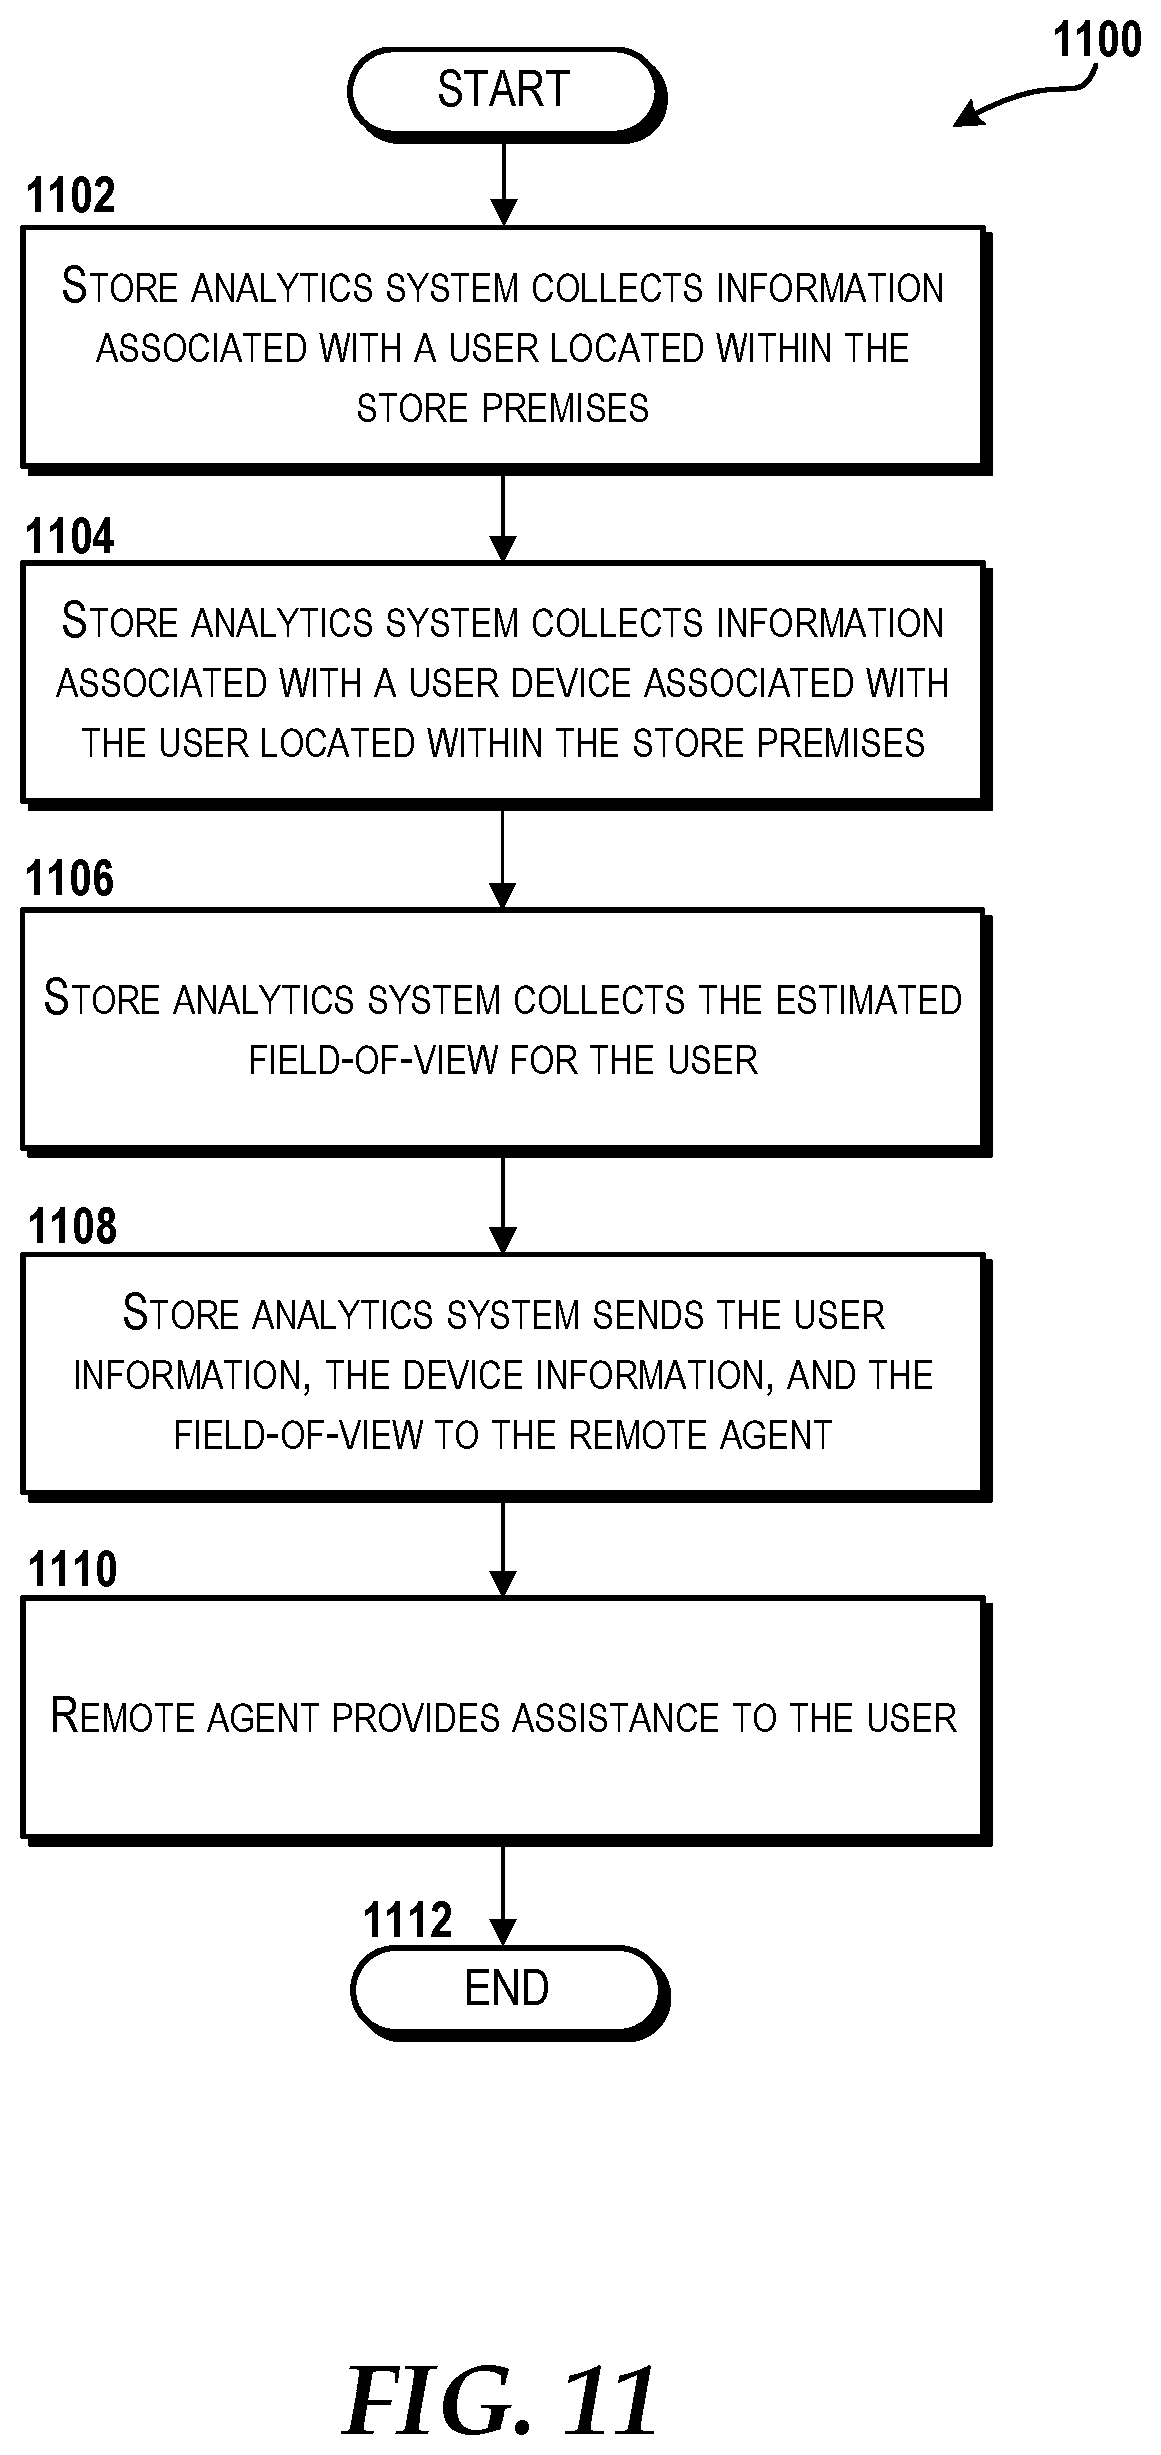 1100
START
1102
STORE ANALYTICS SYSTEM COLLECTS INFORMATION
ASSOCIATED WITH A USER LOCATED WITHIN THE
STORE PREMISES
1104
STORE ANALYTICS SYSTEM COLLECTS INFORMATION
ASSOCIATED WITH A USER DEVICE ASSOCIATED WITH
THE USER LOCATED WITHIN THE STORE PREMISES
1106
STORE ANALYTICS SYSTEM COLLECTS THE ESTIMATED
FIELD-OF-VIEW FOR THE USER
1108
STORE ANALYTICS SYSTEM SENDS THE USER
INFORMATION, THE DEVICE INFORMATION, AND THE
FIELD-OF-VIEW TO THE REMOTE AGENT
1110
REMOTE AGENT PROVIDES ASSISTANCE TO THE USER
1112
END
FIG. 11